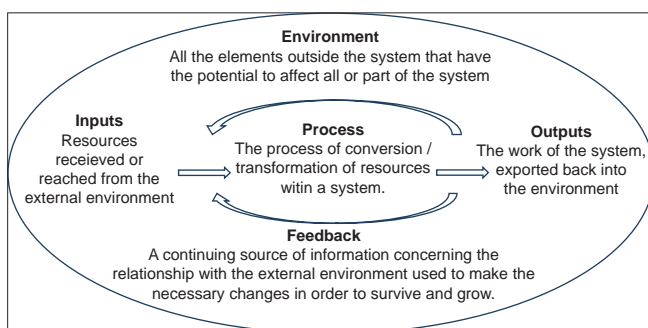 Environment
All the elements outside the system that have
the potential to affect all or part of the system
Inputs
Resources
receieved or
reached from the
external environment
Process
The process of conversion /
transformation of resources
witin a system.
Outputs
The work of the system,
exported back into
the environment
Feedback
A continuing source of information concerning the
relationship with the external environment used to make the
necessary changes in order to survive and grow.